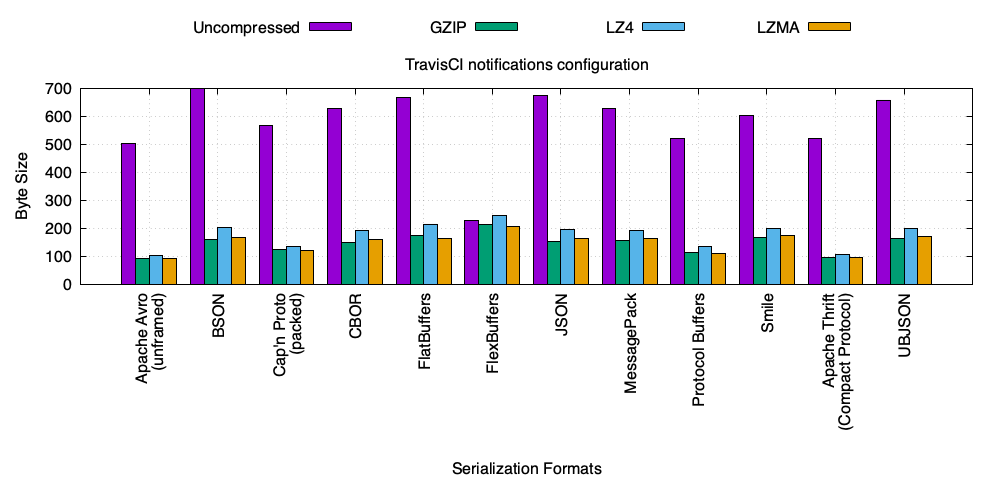 Uncompressed GZIP LZ4 LZMA
TravisCI notifications configuration
Byte Size
700
600
500
400
300
200
100
0
Apache Avro
(unframed)
BSON
Cap'n Proto
(packed)
CBOR
FlatBuffers
FlexBuffers
JSON
MessagePack
Protocol Buffers
Smile
Apache Thrift
(Compact Protocol)
UBJSON
Serialization Formats